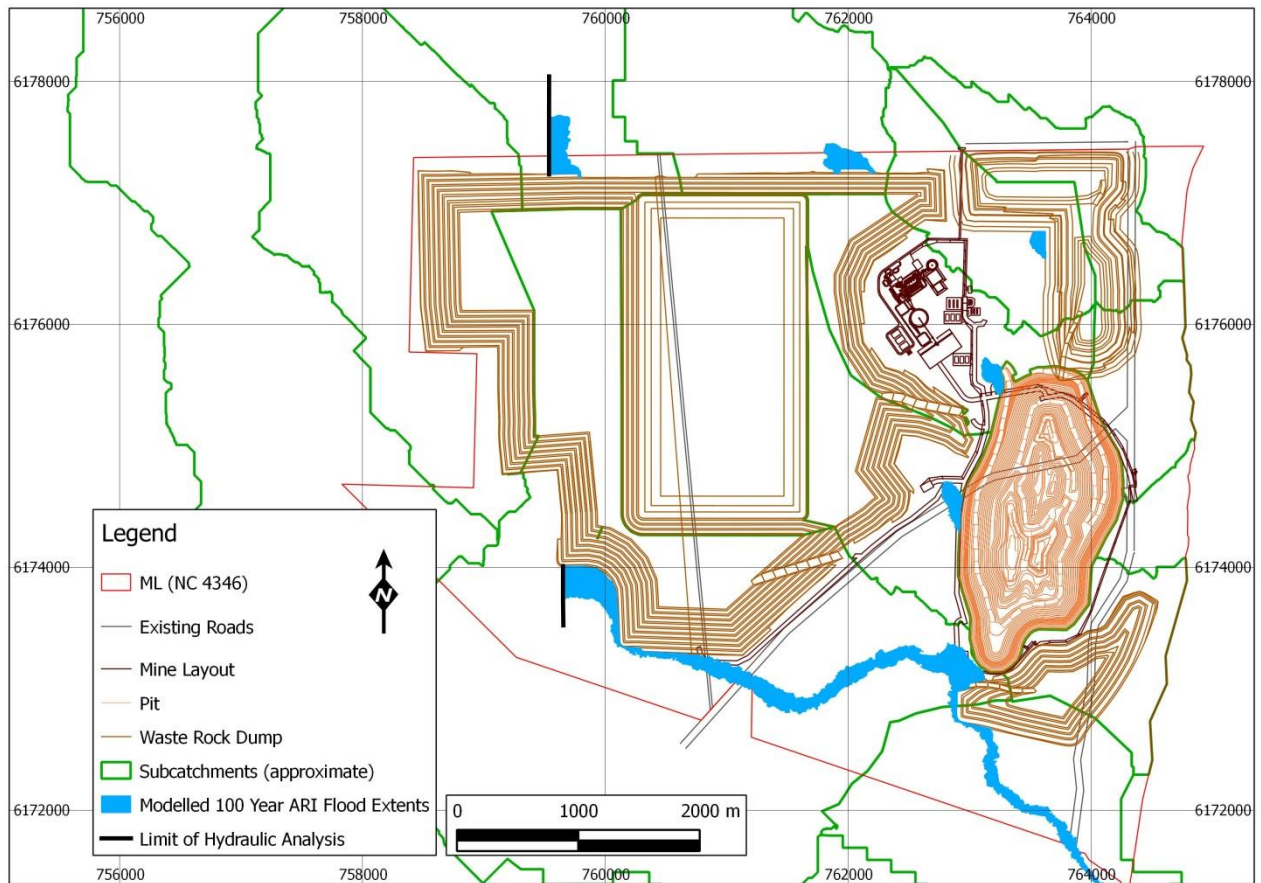 756000
758000
760000
762000
764000
6178000
6178000
6176000
6176000
6174000
6174000
6172000
6172000
Legend
ML (NC 4346)
Existing Roads
Mine Layout
Pit
Waste Rock Dump
Subcatchments (approximate)
Modelled 100 Year ARI Flood Extents
Limit of Hydraulic Analysis
N
0 1000 2000 m
756000
758000
760000
762000
764000